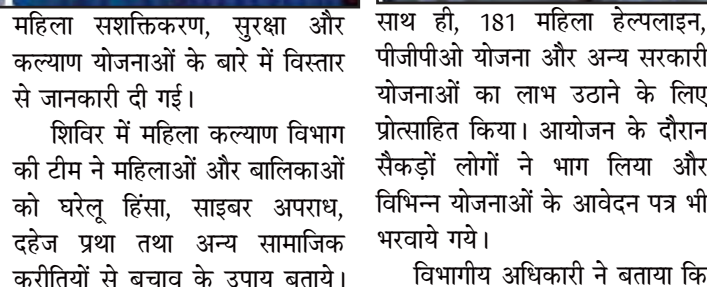 महिला सशक्तिकरण, सुरक्षा और
कल्याण योजनाओं के बारे में विस्तार
से जानकारी दी गई।
शिविर में महिला कल्याण विभाग
की टीम ने महिलाओं और बालिकाओं
को घरेलू हिंसा, साइबर अपराध,
दहेज प्रथा तथा अन्य सामाजिक
कुरीतियों से बचाव के उपाय बताये।
साथ ही, 181 महिला हेल्पलाइन,
पीजीपीओ योजना और अन्य सरकारी
योजनाओं का लाभ उठाने के लिए
प्रोत्साहित किया। आयोजन के दौरान
सैकड़ों लोगों ने भाग लिया और
विभिन्न योजनाओं के आवेदन पत्र भी
भरवाये गये।
विभागीय अधिकारी ने बताया कि